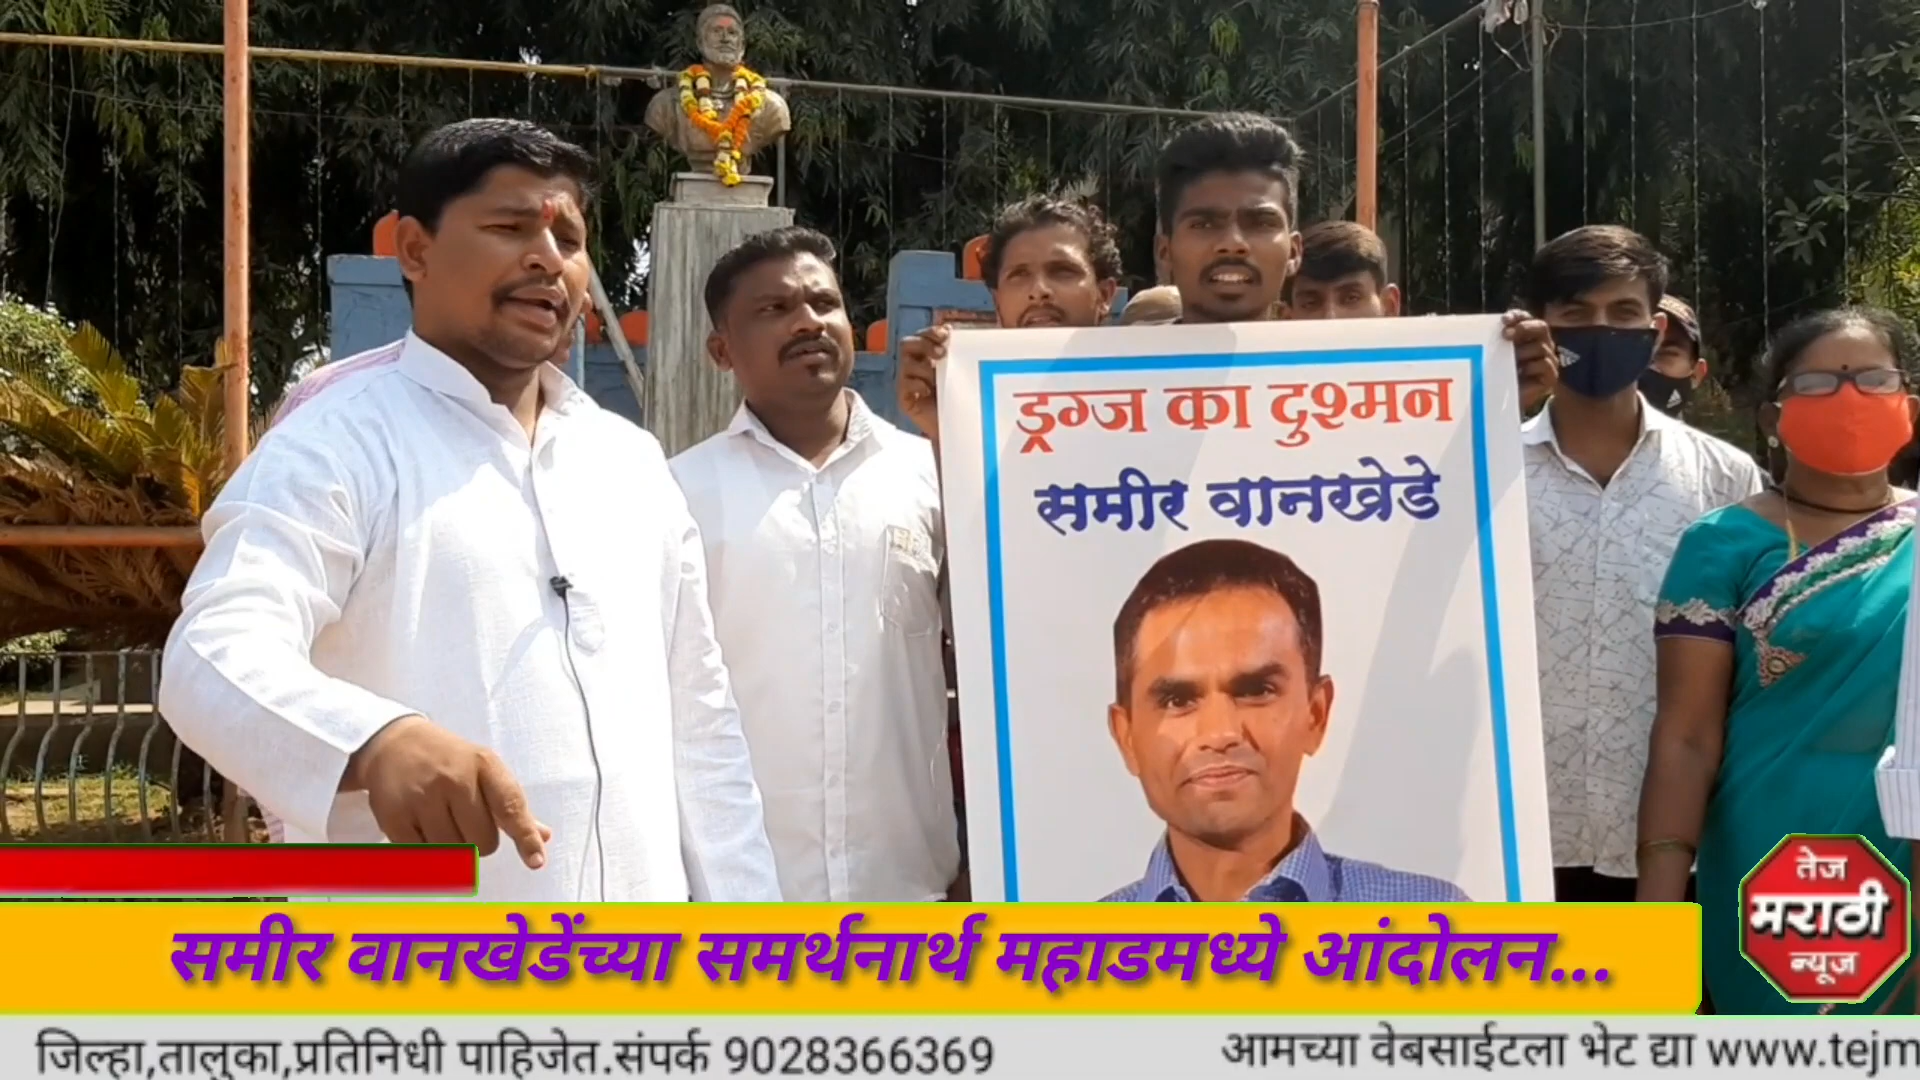 ड्रग्ज का दुश्मन
समीर वानखेडे
तेज
मराठी
न्यूज
समीर वानखेडेंच्या समर्थनार्थ महाडमध्ये आंदोलन...
जिल्हा,तालुका,प्रतिनिधी पाहिजेत.संपर्क 9028366369
आमच्या वेबसाईटला भेट द्या www.tejm